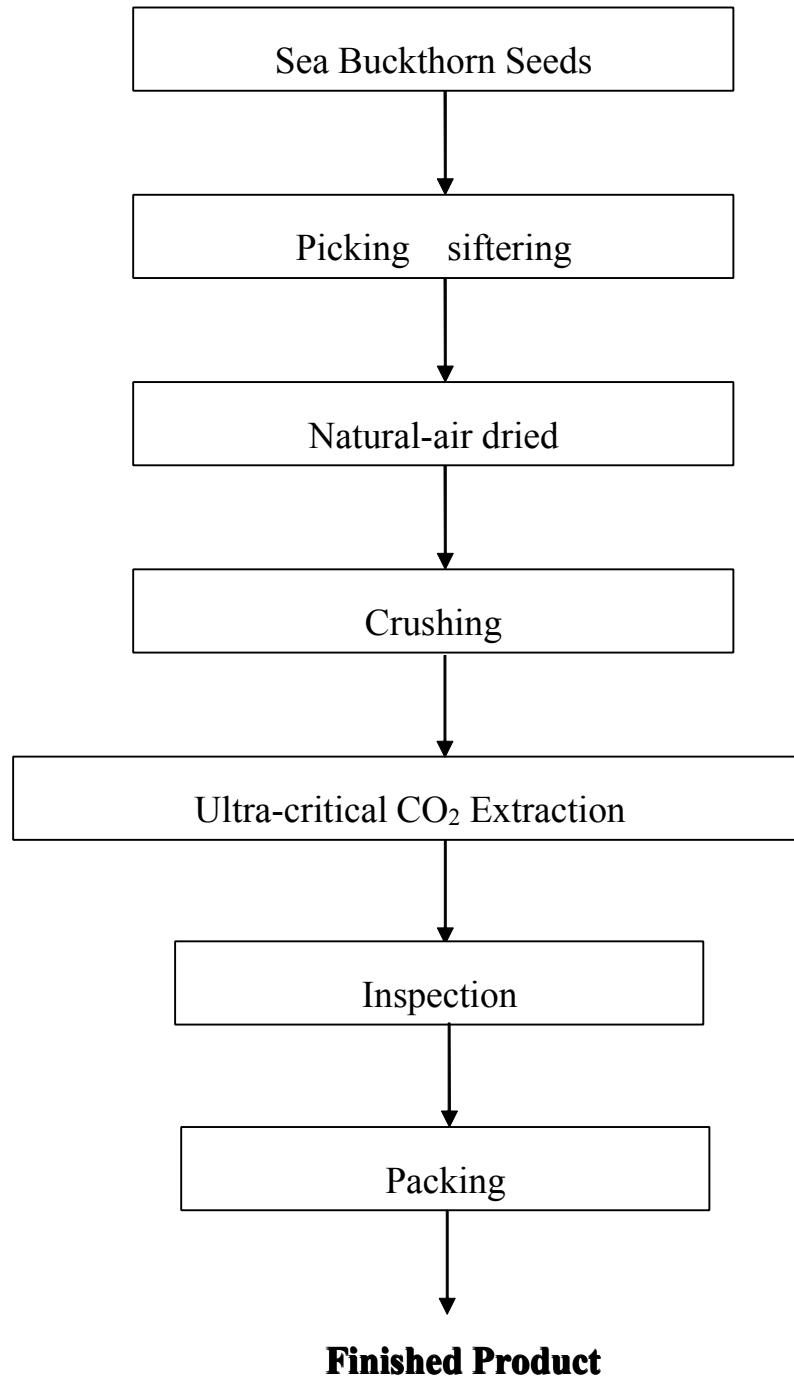 Sea Buckthorn Seeds
Picking siftering
Natural-air dried
Crushing
Ultra-critical CO₂ Extraction
Inspection
Packing
Finished Product